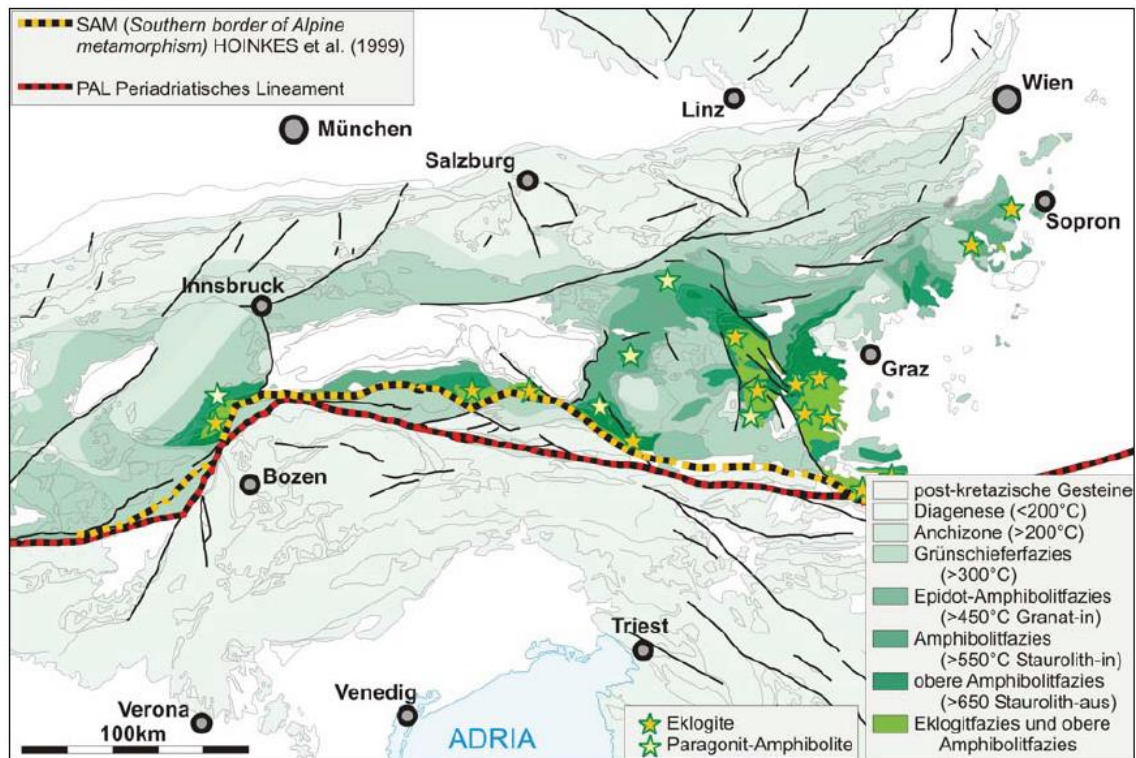 SAM (Southern border of Alpine
metamorphism) HOINKES et al. (1999)
PAL Periadriatisches Lineament
Wien
Linz
München
Salzburg
Sopron
Innsbruck
Graz
Bozen
Triest
Venedig
Verona
100km
ADRIA
Eklogite
Paragonit-Amphibolite
post-kretazische Gesteine
Diagenese (<200°C)
Anchizone (>200°C)
Grünschieferfazies
(>300°C)
Epidot-Amphibolitfazies
(>450°C Granat-in)
Amphibolitfazies
(>550°C Staurolith-in)
obere Amphibolitfazies
(>650 Staurolith-aus)
Eklogitfazies und obere
Amphibolitfazies